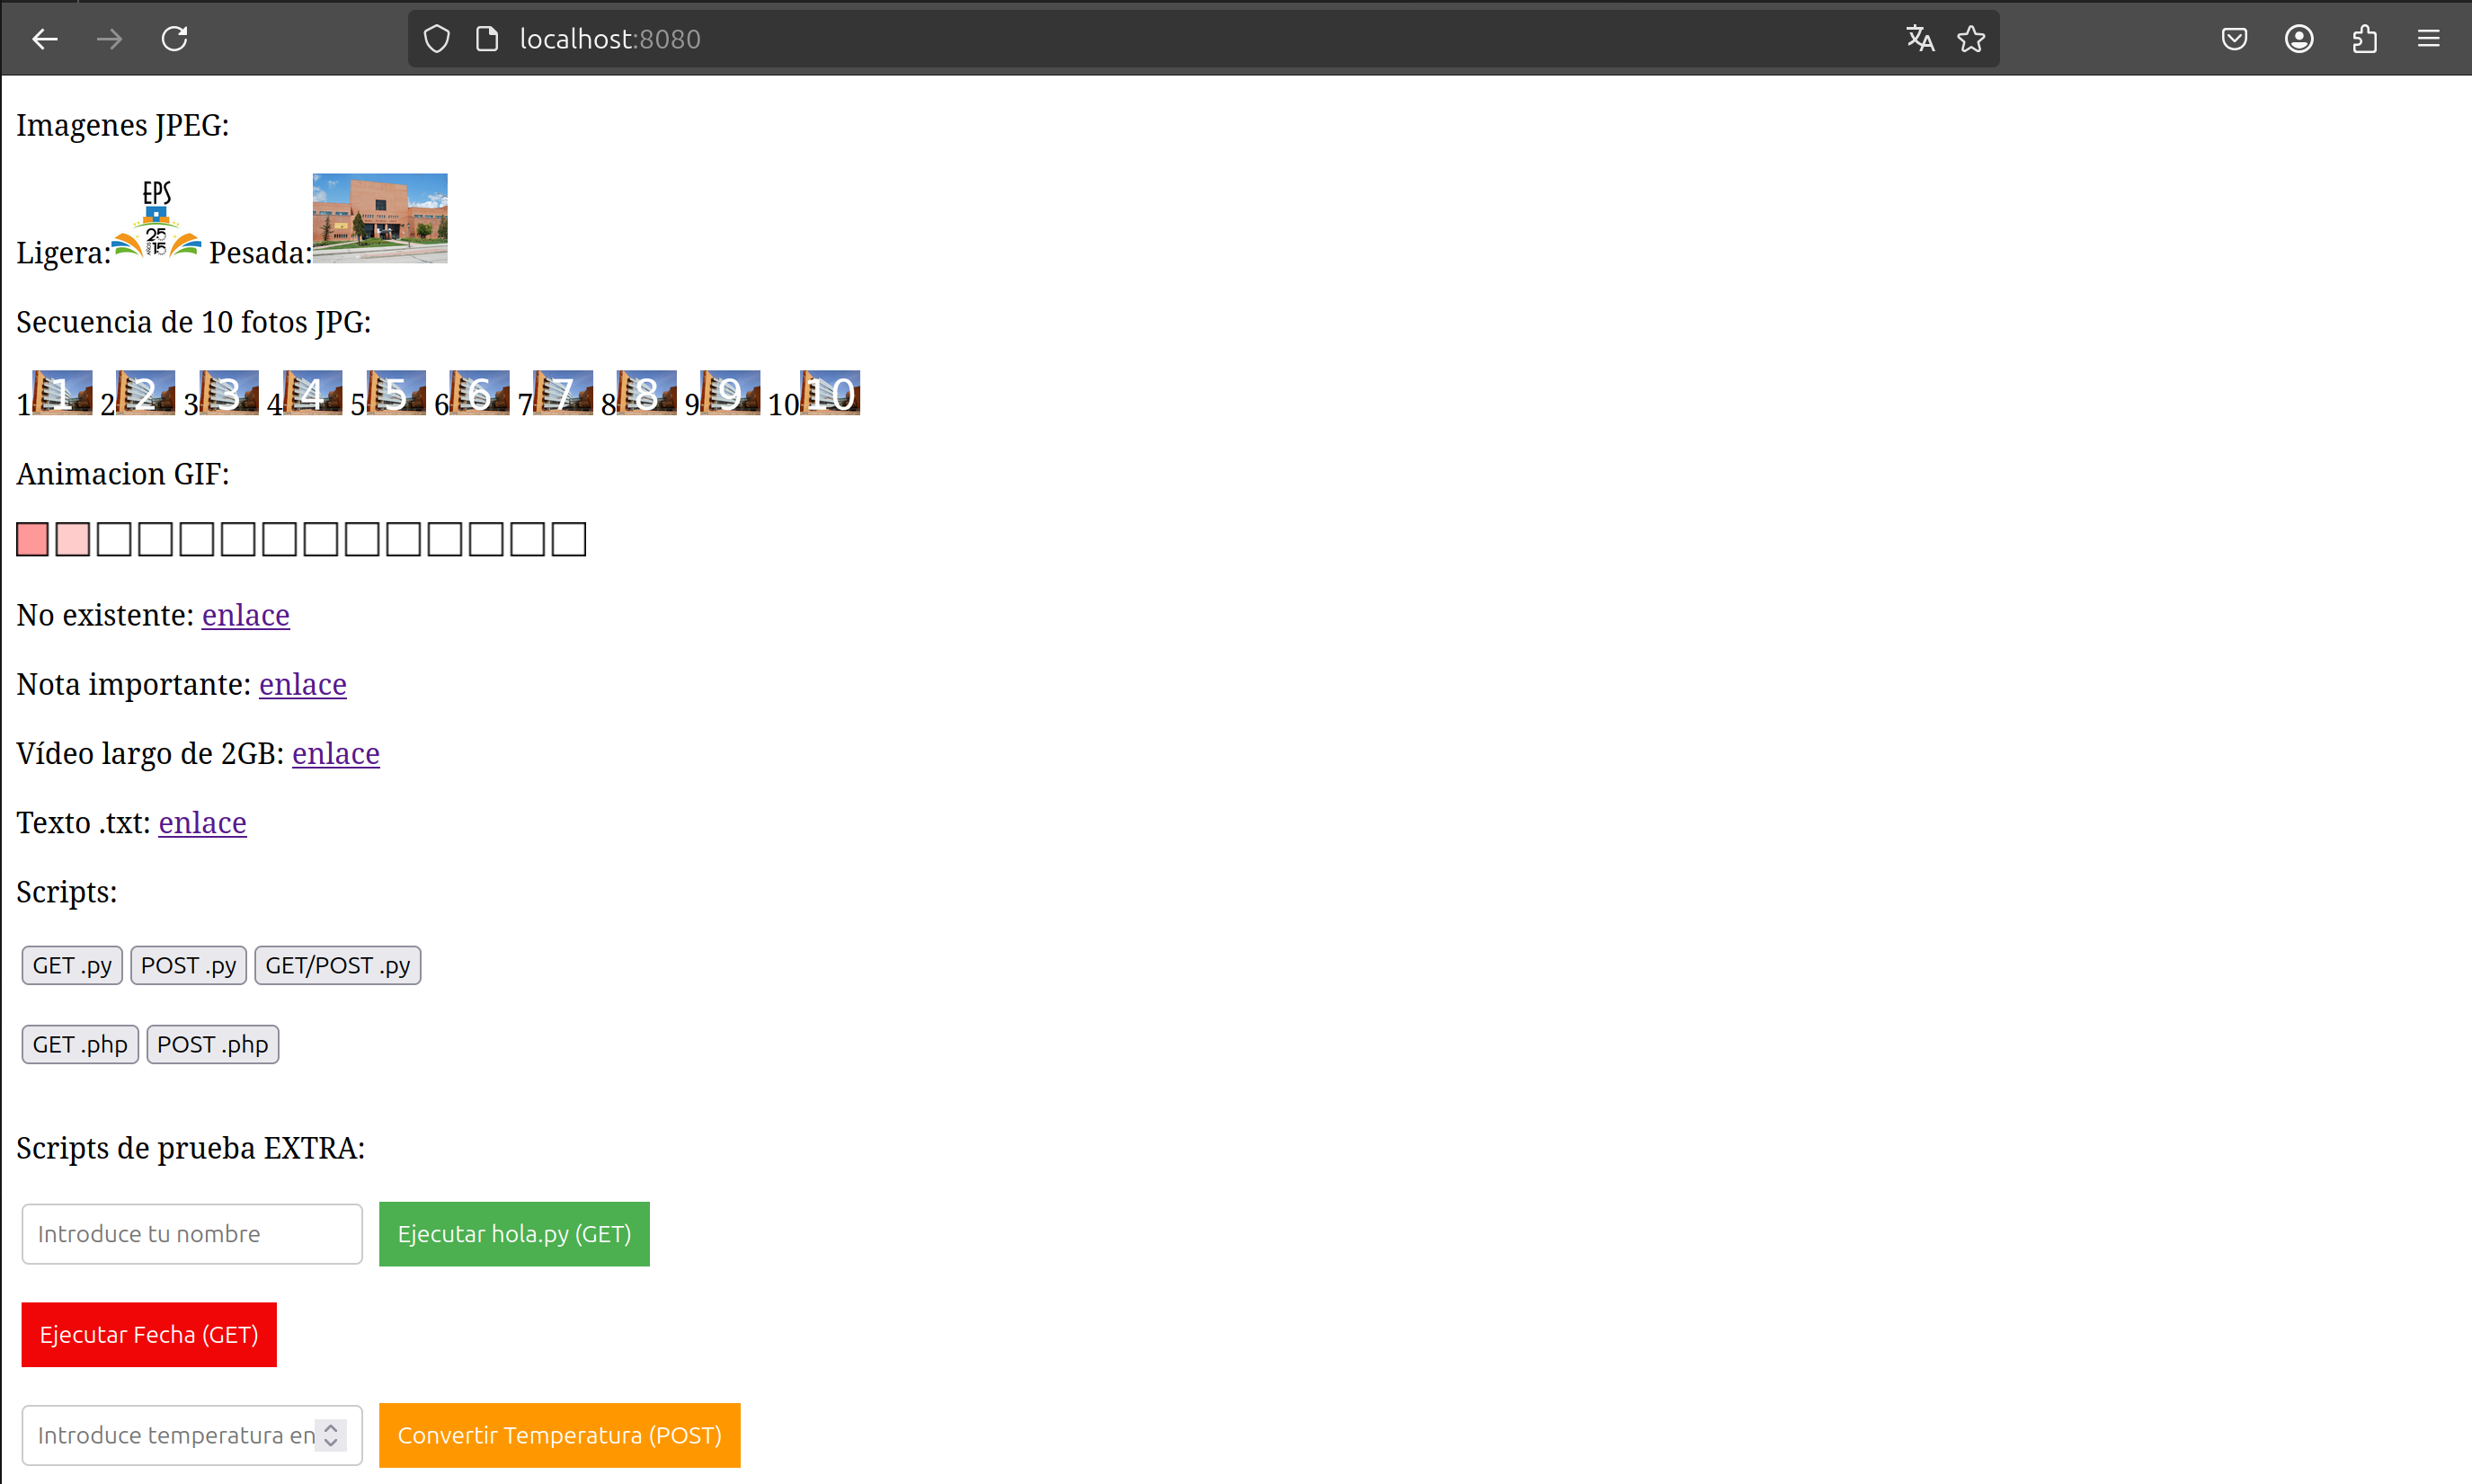 localhost:8080
Imagenes JPEG:
EPS
25
15
Ligera: Pesada:
Secuencia de 10 fotos JPG:
1 1 2 2 3 3 4 4 5 5 6 6 7 7 8 8 9 9 10 10
Animacion GIF:
No existente: enlace
Nota importante: enlace
Vídeo largo de 2GB: enlace
Texto .txt: enlace
Scripts:
GET .py POST .py GET/POST .py
GET .php POST .php
Scripts de prueba EXTRA:
Introduce tu nombre Ejecutar hola.py (GET)
Ejecutar Fecha (GET)
Introduce temperatura en Convertir Temperatura (POST)